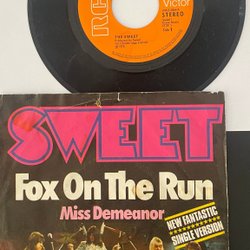 RCA
Victor
STEREO
THE SWEET
SWEET
Fox On The Run
Miss Demeanor
NEW FANTASTIC
SINGLE VERSION